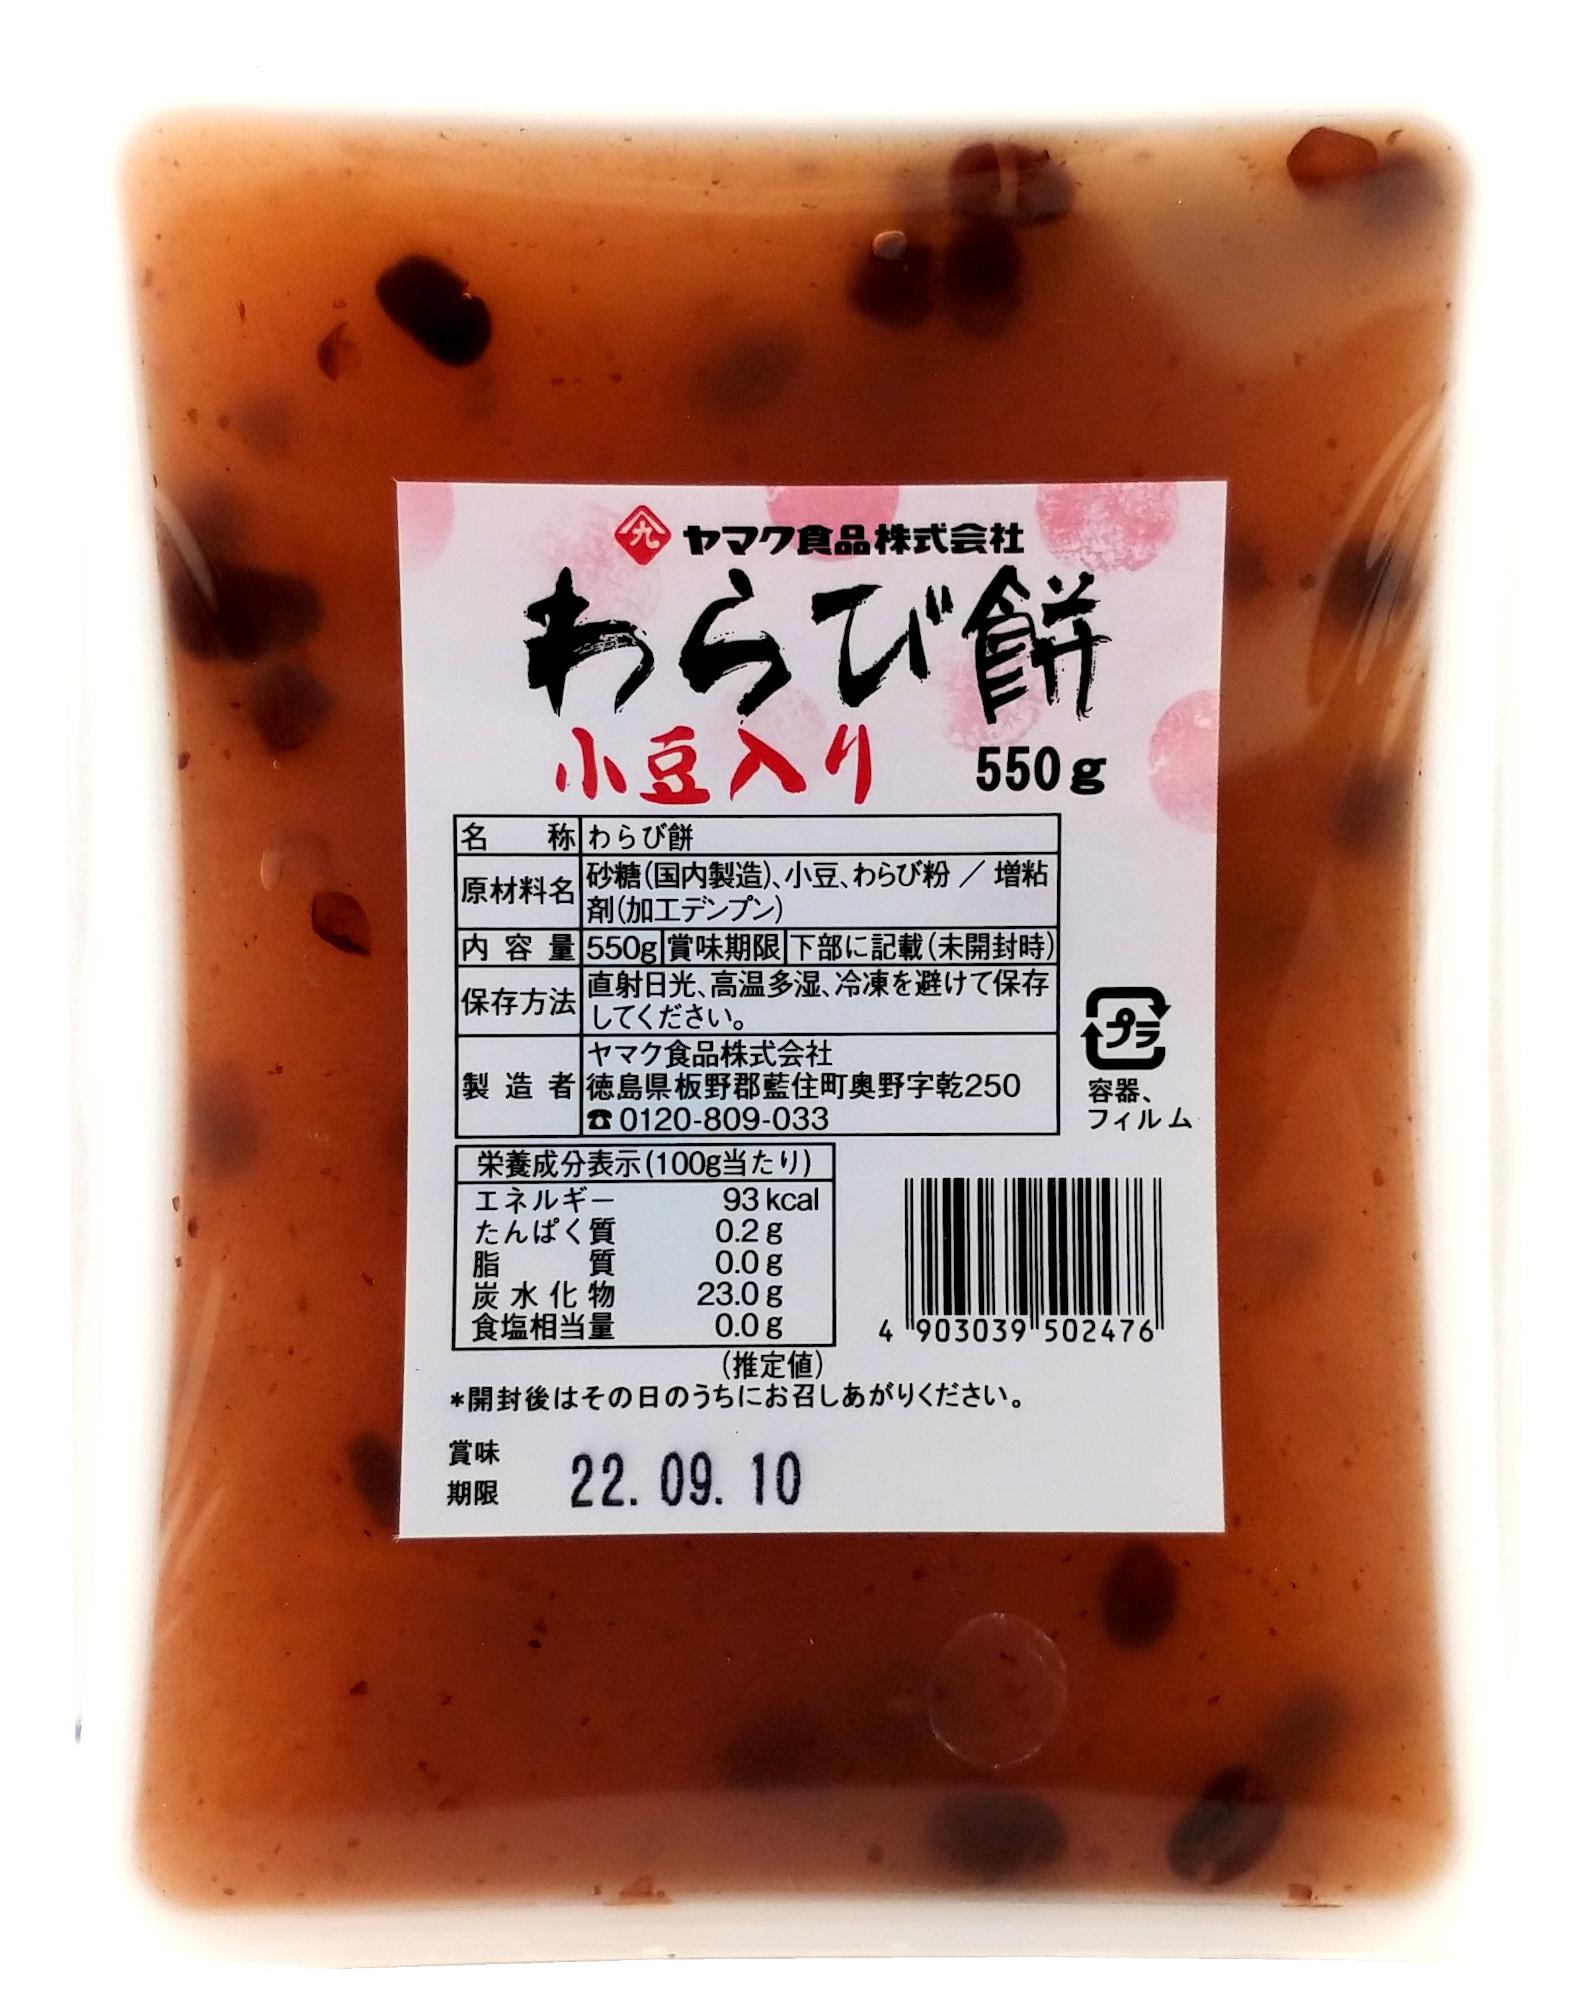 九 ヤマク食品株式会社
わらび餅
小豆入り 550g
名称 わらび餅
原材料名 砂糖(国内製造)、小豆、わらび粉 / 増粘
剤(加工デンプン)
内容量 550g 賞味期限 下部に記載(未開封時)
保存方法 直射日光、高温多湿、冷凍を避けて保存
してください。
製造者 ヤマク食品株式会社
徳島県板野郡藍住町奥野字乾250
☎0120-809-033
プラ
容器、
フィルム
栄養成分表示(100g当たり)
エネルギー 93kcal
たんぱく質 0.2g
脂質 0.0g
炭水化物 23.0g
食塩相当量 0.0g
(推定値)
4 903039 502476
*開封後はその日のうちにお召しあがりください。
賞味
期限 22.09.10